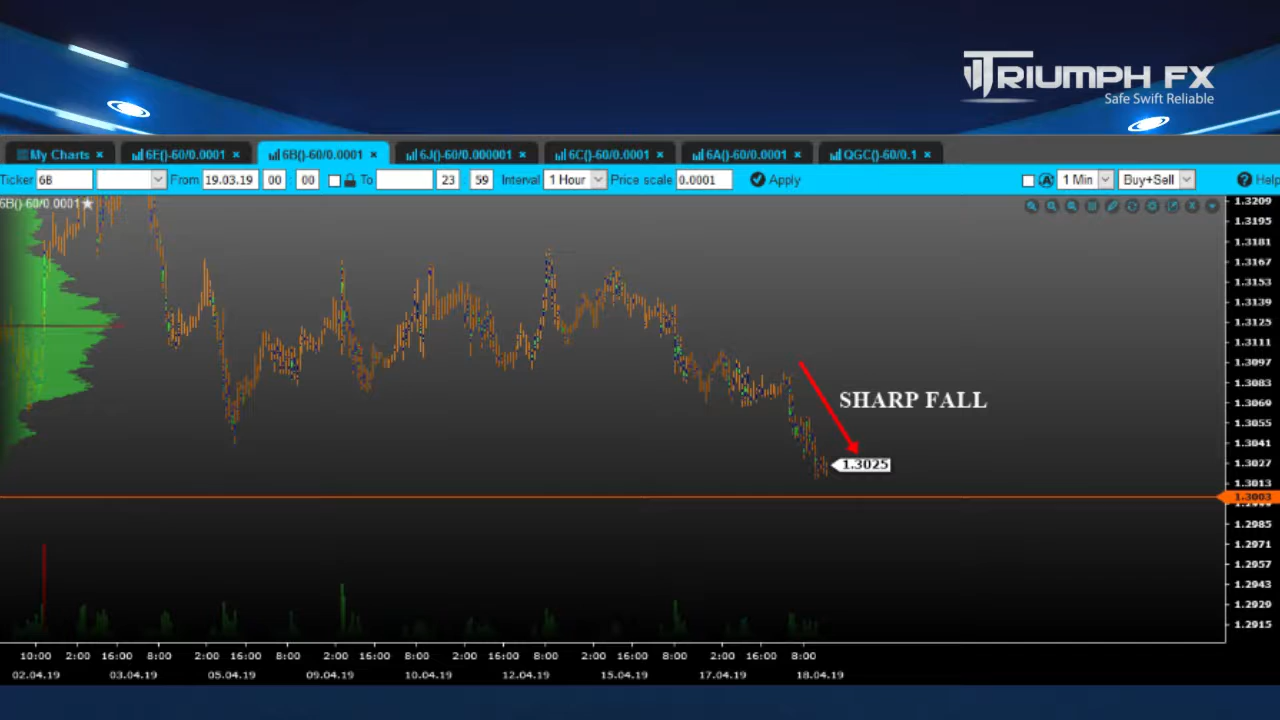 TRIUMPH FX
Safe Swift Reliable
My Charts × 6E()-60/0.0001 × 6B()-60/0.0001 × 6J()-60/0.000001 × 6C()-60/0.0001 × 6A()-60/0.0001 × QGC()-60/0.1 ×
Ticker 6B From 19.03.19 00 : 00 To 23 : 59 Interval 1 Hour Price scale 0.0001 Apply A 1 Min Buy+Sell ? Help
6B()-60/0.0001★
1.3209
1.3195
1.3181
1.3167
1.3153
1.3139
1.3125
1.3111
1.3097
1.3083
SHARP FALL
1.3069
1.3055
1.3041
1.3025
1.3027
1.3013
1.3003
1.2985
1.2971
1.2957
1.2943
1.2929
1.2915
10:00 2:00 16:00 8:00 2:00 16:00 8:00 2:00 16:00 8:00 2:00 16:00 8:00 2:00 16:00 8:00 2:00 16:00 8:00
02.04.19 03.04.19 05.04.19 09.04.19 10.04.19 12.04.19 15.04.19 17.04.19 18.04.19